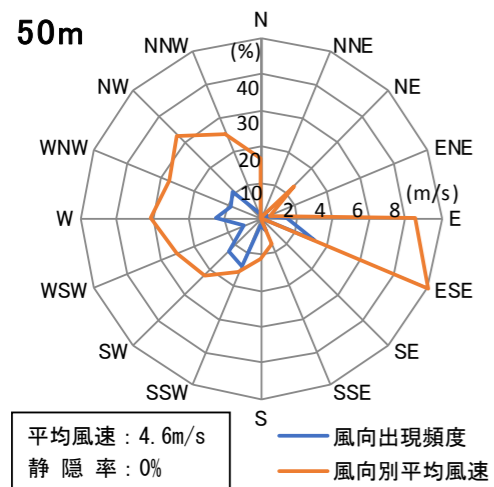 50m
N
NNW
NNE
(%)
NW
40
NE
30
WNW
20
ENE
10
(m/s)
W
2 4 6 8
E
WSW
ESE
SW
SE
SSW
SSE
S
平均風速：4.6m/s
静 隠 率：0%
風向出現頻度
風向別平均風速